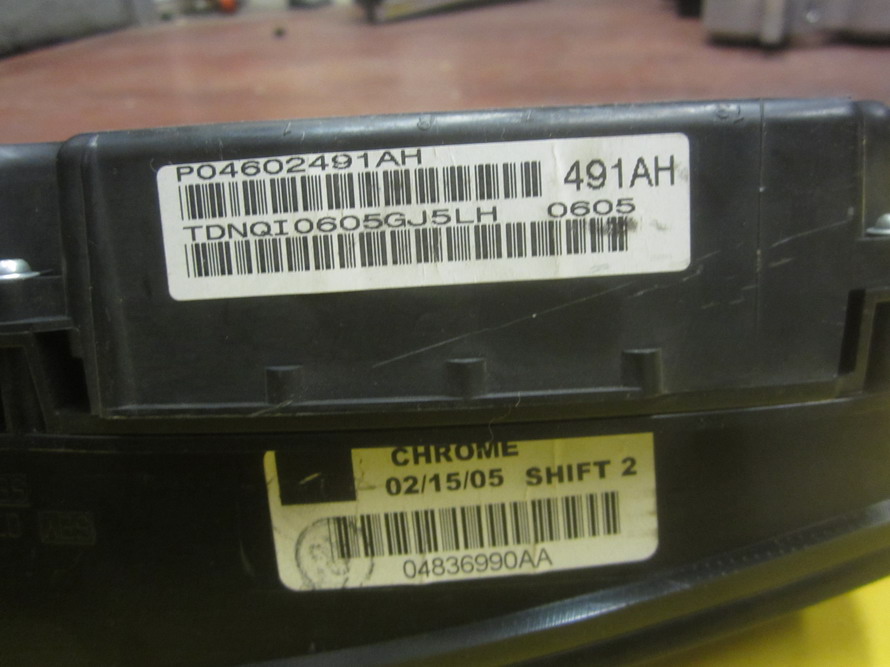 P04602491AH
491AH
TDNQI0605GJ5LH 0605
CHROME
02/15/05 SHIFT 2
04836990AA